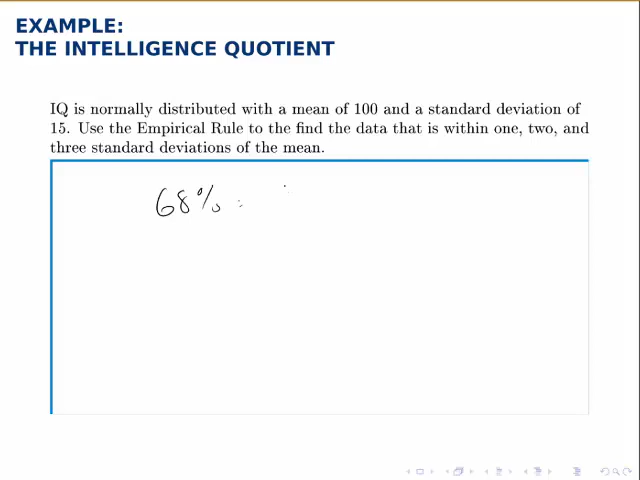 EXAMPLE:
THE INTELLIGENCE QUOTIENT
IQ is normally distributed with a mean of 100 and a standard deviation of
15. Use the Empirical Rule to the find the data that is within one, two, and
three standard deviations of the mean.
68% :